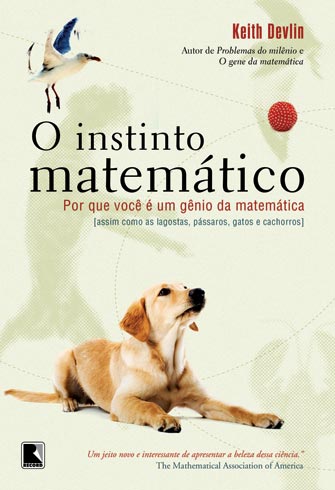 Keith Devlin
Autor de Problemas do milênio e
O gene da matemática
O instinto
matemático
Por que você é um gênio da matemática
[assim como as lagostas, pássaros, gatos e cachorros]
Um jeito novo e interessante de apresentar a beleza dessa ciência."
The Mathematical Association of America
RECORD